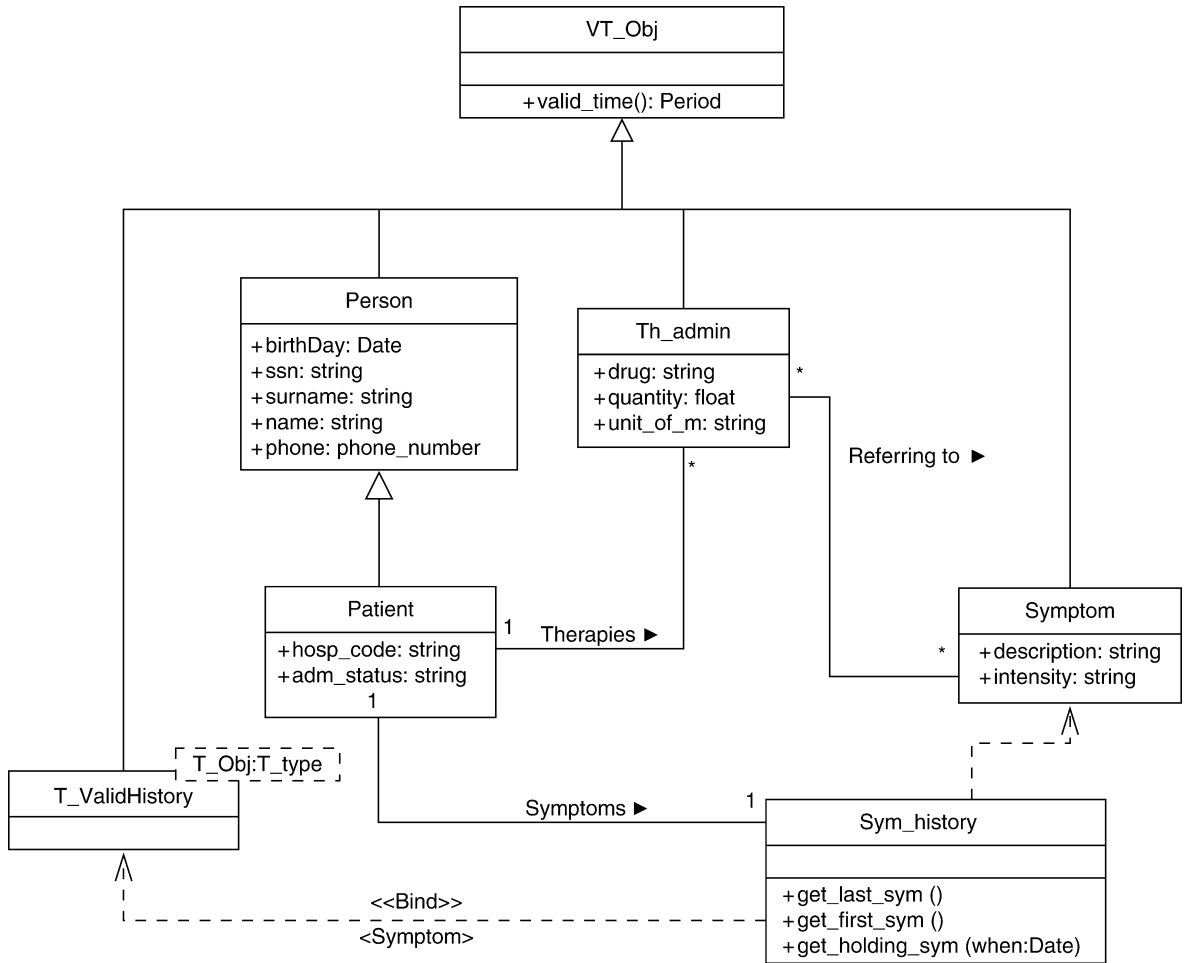 VT_Obj
+valid_time(): Period
Person
+birthDay: Date
+ssn: string
+surname: string
+name: string
+phone: phone_number
Th_admin
+drug: string
+quantity: float
+unit_of_m: string
*
*
Referring to ►
Patient
+hosp_code: string
+adm_status: string
1
1
Therapies ►
Symptom
+description: string
+intensity: string
*
T_Obj:T_type
T_ValidHistory
Symptoms ►
1
Sym_history
+get_last_sym ()
+get_first_sym ()
+get_holding_sym (when:Date)
<<Bind>>
<Symptom>